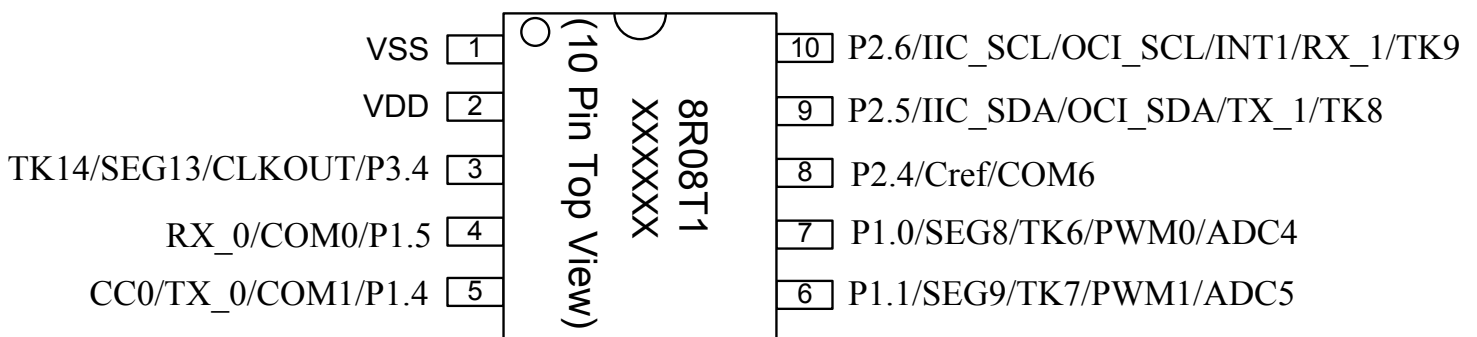 VSS 1
VDD 2
TK14/SEG13/CLKOUT/P3.4 3
RX_0/COM0/P1.5 4
CC0/TX_0/COM1/P1.4 5
(10 Pin Top View)
XXXXXX
8R08T1
10 P2.6/IIC_SCL/OCI_SCL/INT1/RX_1/TK9
9 P2.5/IIC_SDA/OCI_SDA/TX_1/TK8
8 P2.4/Cref/COM6
7 P1.0/SEG8/TK6/PWM0/ADC4
6 P1.1/SEG9/TK7/PWM1/ADC5